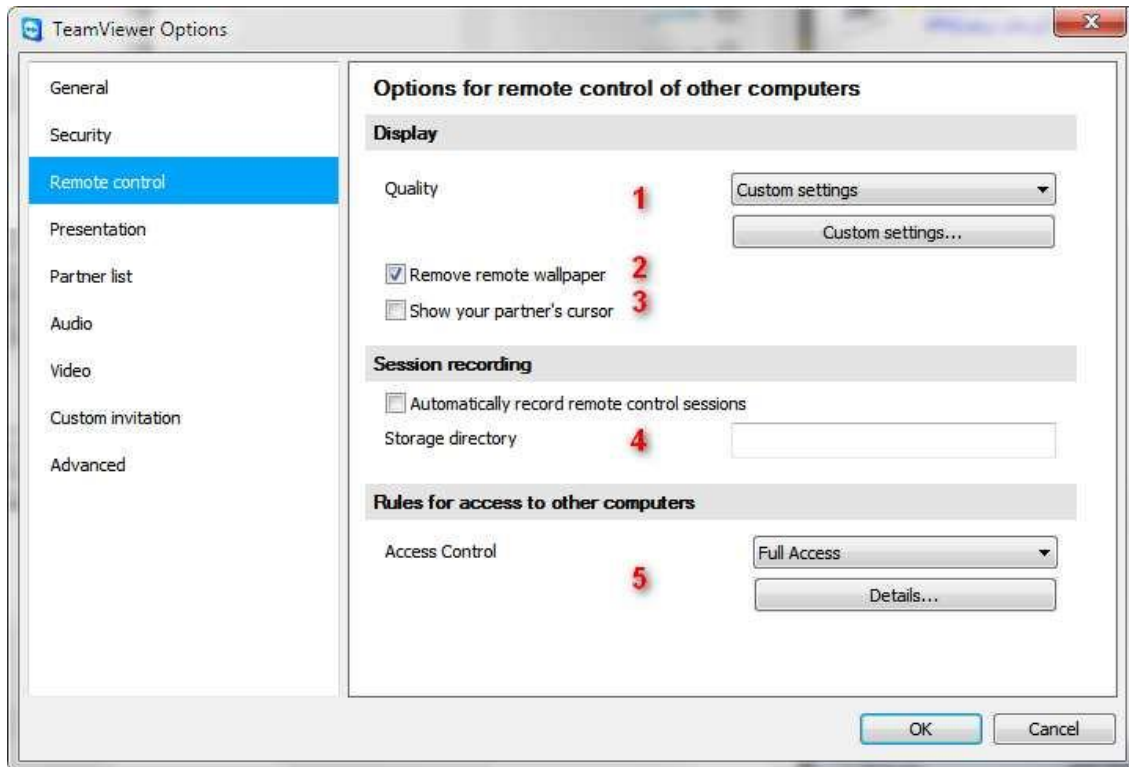 TeamViewer Options
General
Security
Remote control
Presentation
Partner list
Audio
Video
Custom invitation
Advanced
Options for remote control of other computers
Display
Quality 1 Custom settings
Custom settings...
Remove remote wallpaper 2
Show your partner's cursor 3
Session recording
Automatically record remote control sessions
Storage directory 4
Rules for access to other computers
Access Control Full Access
5 Details...
OK Cancel